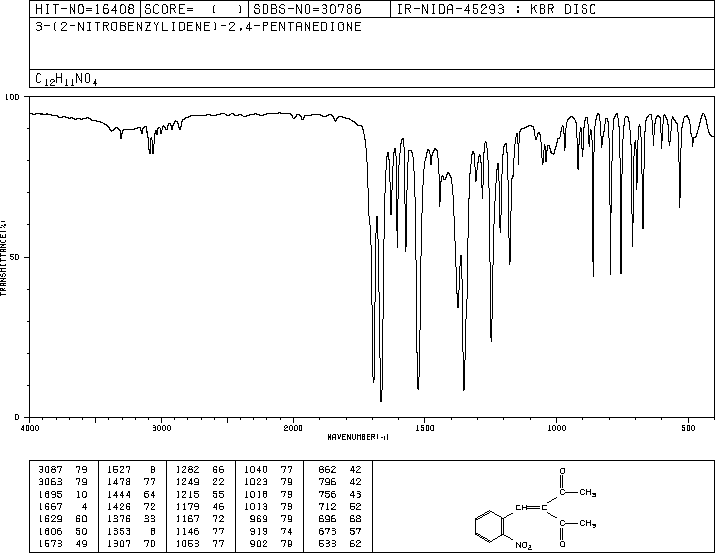 HIT-NO=16408 SCORE= ( ) SDBS-NO=30786 IR-NIDA-45293 : KBR DISC
3-(2-NITROBENZYLIDENE)-2,4-PENTANEDIONE
C12H11NO4
100
50
0
TRANSMITTANCE(%)
4000 3000 2000 1500 1000 500
WAVENUMBER(-1)
3087 79 1527 8 1282 66 1040 77 862 42
3063 79 1478 77 1249 22 1023 79 796 42
1695 10 1444 64 1215 55 1018 79 756 43
1667 4 1426 72 1179 46 1013 79 712 52
1629 60 1376 33 1167 72 969 79 696 68
1606 50 1353 8 1146 77 919 74 673 57
1573 49 1307 70 1053 77 902 79 533 62
O
C-CH3
CH=C
C-CH3
O
NO2